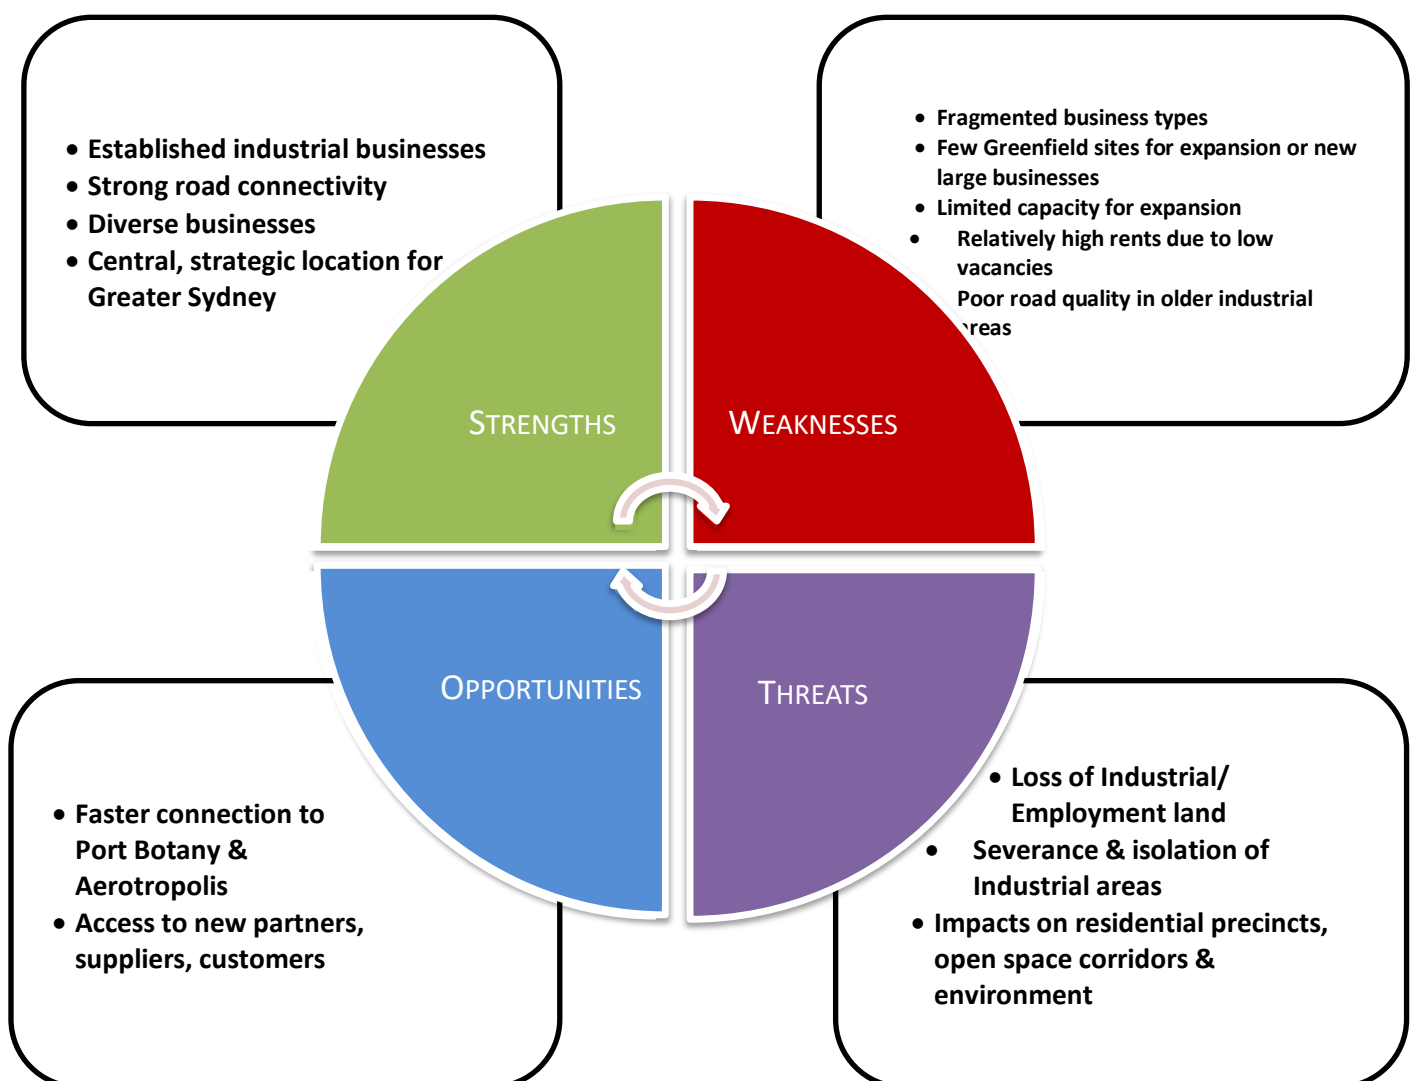 • Established industrial businesses
• Strong road connectivity
• Diverse businesses
• Central, strategic location for
Greater Sydney
• Fragmented business types
• Few Greenfield sites for expansion or new
large businesses
• Limited capacity for expansion
• Relatively high rents due to low
vacancies
Poor road quality in older industrial
areas
STRENGTHS
WEAKNESSES
OPPORTUNITIES
THREATS
• Faster connection to
Port Botany &
Aerotropolis
• Access to new partners,
suppliers, customers
• Loss of Industrial/
Employment land
• Severance & isolation of
Industrial areas
• Impacts on residential precincts,
open space corridors &
environment